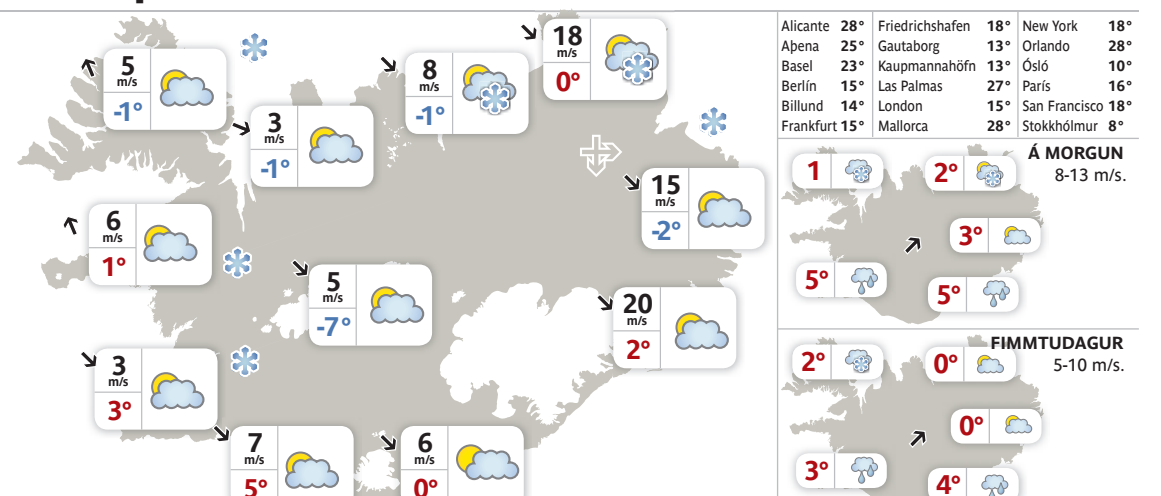 5
m/s
-1°
3
m/s
-1°
8
m/s
-1°
18
m/s
0°
6
m/s
1°
15
m/s
-2°
5
m/s
-7°
20
m/s
2°
3
m/s
3°
7
m/s
5°
6
m/s
0°
Alicante 28° Friedrichshafen 18° New York 18°
Aþena 25° Gautaborg 13° Orlando 28°
Basel 23° Kaupmannahöfn 13° Ósló 10°
Berlín 15° Las Palmas 27° París 16°
Billund 14° London 15° San Francisco 18°
Frankfurt 15° Mallorca 28° Stokkhólmur 8°
Á MORGUN
8-13 m/s.
1
2°
3°
5°
5°
FIMMTUDAGUR
5-10 m/s.
2°
0°
0°
3°
4°